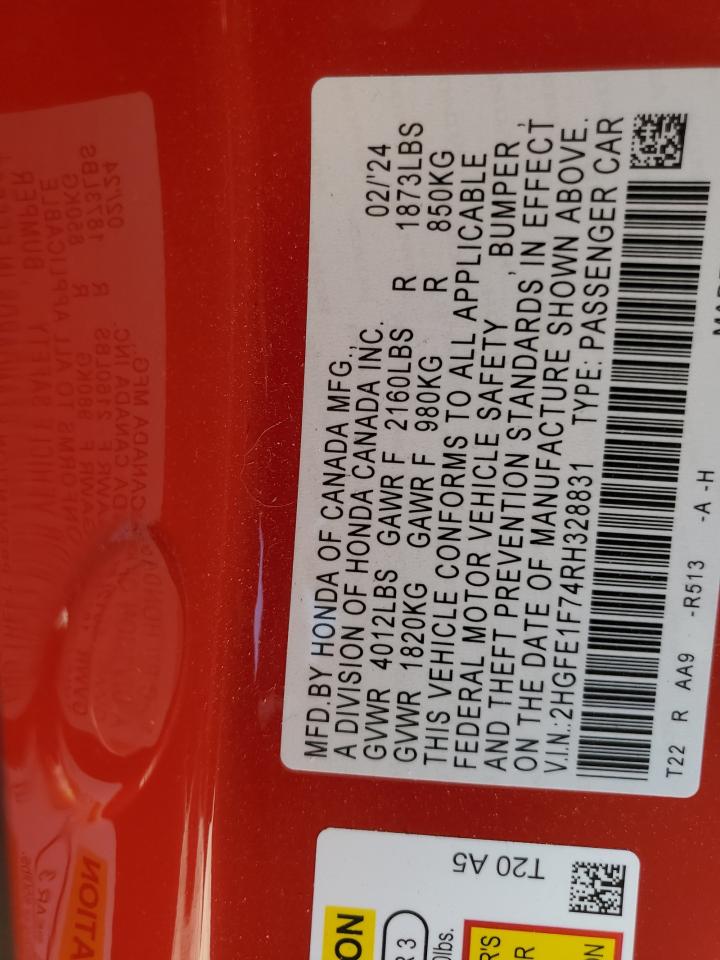 MFD.BY HONDA OF CANADA MFG.,
A DIVISION OF HONDA CANADA INC. 02/'24
GVWR 4012LBS GAWR F 2160LBS R 1873LBS
GVWR 1820KG GAWR F 980KG R 850KG
THIS VEHICLE CONFORMS TO ALL APPLICABLE
FEDERAL MOTOR VEHICLE SAFETY , BUMPER ,
AND THEFT PREVENTION STANDARDS, IN EFFECT
ON THE DATE OF MANUFACTURE SHOWN ABOVE.
V.I.N.:2HGFE1F74RH328831 TYPE: PASSENGER CAR
T22 R AA9 -R513 -A -H
T20 A5